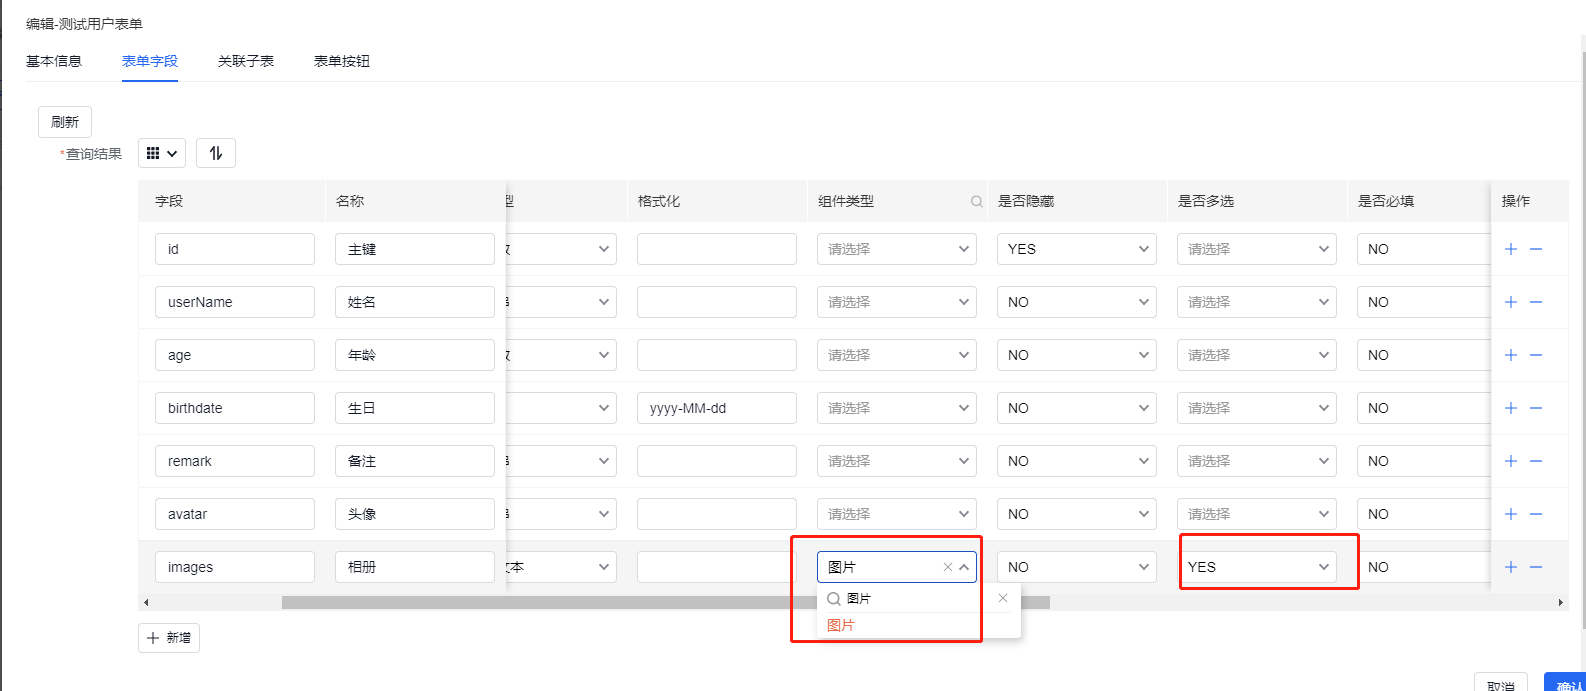 编辑-测试用户表单
基本信息 表单字段 关联子表 表单按钮
刷新
*查询结果
字段 名称 型 格式化 组件类型 是否隐藏 是否多选 是否必填 操作
id 主键 请选择 YES 请选择 NO
userName 姓名 请选择 NO 请选择 NO
age 年龄 请选择 NO 请选择 NO
birthdate 生日 yyyy-MM-dd 请选择 NO 请选择 NO
remark 备注 请选择 NO 请选择 NO
avatar 头像 请选择 NO 请选择 NO
images 相册 文本 图片 NO YES NO
图片
图片
新增
取消 确认